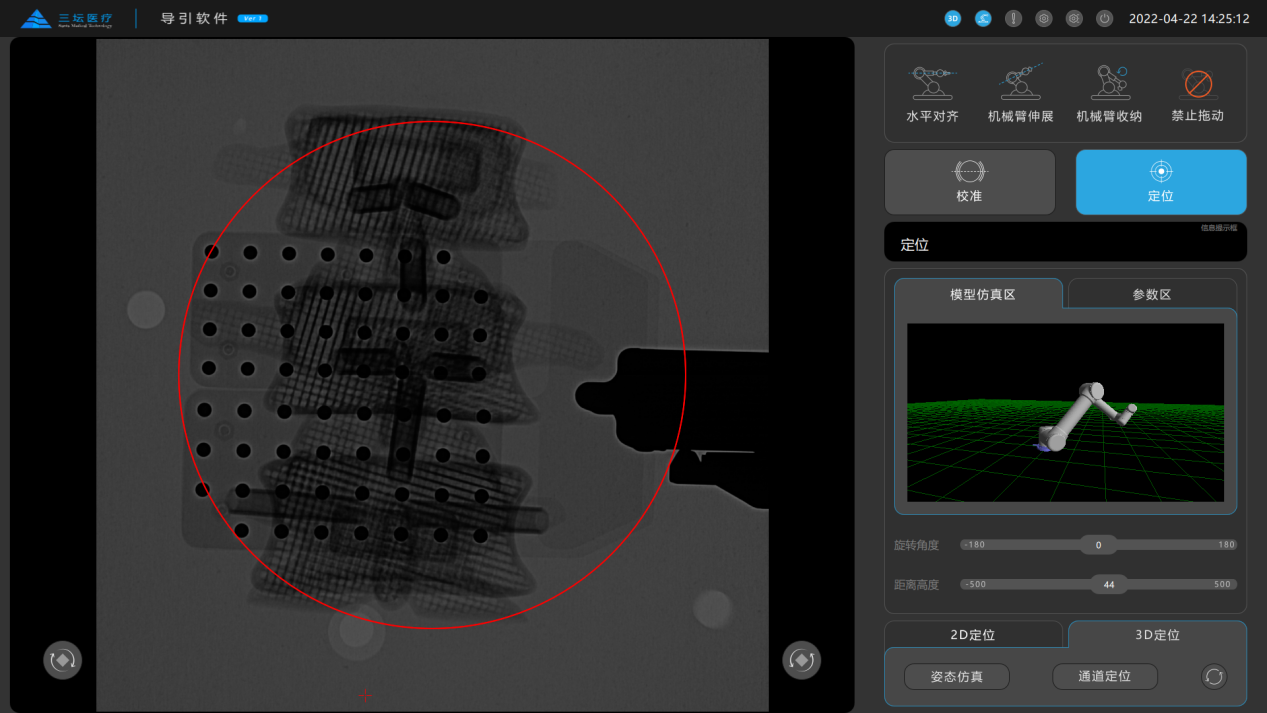 三坛医疗
Santa Medical Technology
导引软件
Ver 1
3D
2022-04-22 14:25:12
水平对齐
机械臂伸展
机械臂收纳
禁止拖动
校准
定位
信息提示框
定位
模型仿真区
参数区
旋转角度
-180
0
180
距离高度
-500
44
500
2D定位
3D定位
姿态仿真
通道定位